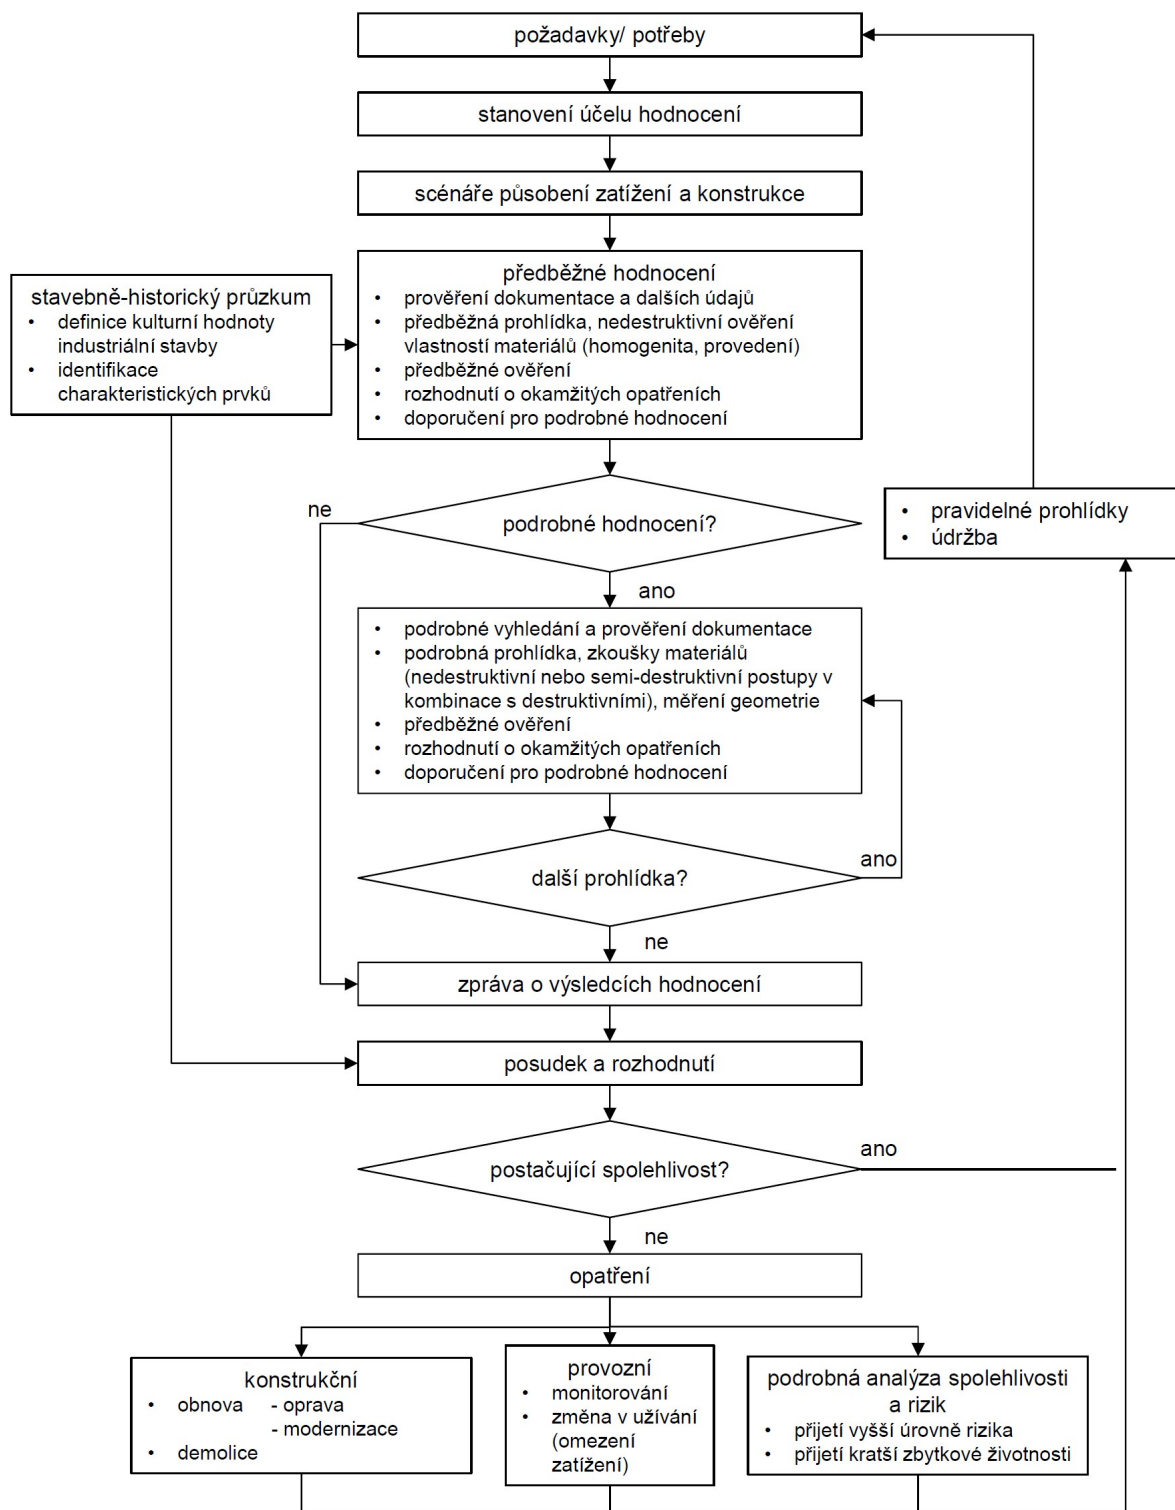 požadavky/ potřeby
stanovení účelu hodnocení
scénáře působení zatížení a konstrukce
předběžné hodnocení
• prověření dokumentace a dalších údajů
• předběžná prohlídka, nedestruktivní ověření
vlastností materiálů (homogenita, provedení)
• předběžné ověření
• rozhodnutí o okamžitých opatřeních
• doporučení pro podrobné hodnocení
stavebně-historický průzkum
• definice kulturní hodnoty
industriální stavby
• identifikace
charakteristických prvků
ne
podrobné hodnocení?
• pravidelné prohlídky
• údržba
ano
• podrobné vyhledání a prověření dokumentace
• podrobná prohlídka, zkoušky materiálů
(nedestruktivní nebo semi-destruktivní postupy v
kombinace s destruktivními), měření geometrie
• předběžné ověření
• rozhodnutí o okamžitých opatřeních
• doporučení pro podrobné hodnocení
další prohlídka?
ano
ne
zpráva o výsledcích hodnocení
posudek a rozhodnutí
postačující spolehlivost?
ano
ne
opatření
konstrukční
• obnova - oprava
- modernizace
• demolice
provozní
• monitorování
• změna v užívání
(omezení
zatížení)
podrobná analýza spolehlivosti
a rizik
• přijetí vyšší úrovně rizika
• přijetí kratší zbytkové životnosti